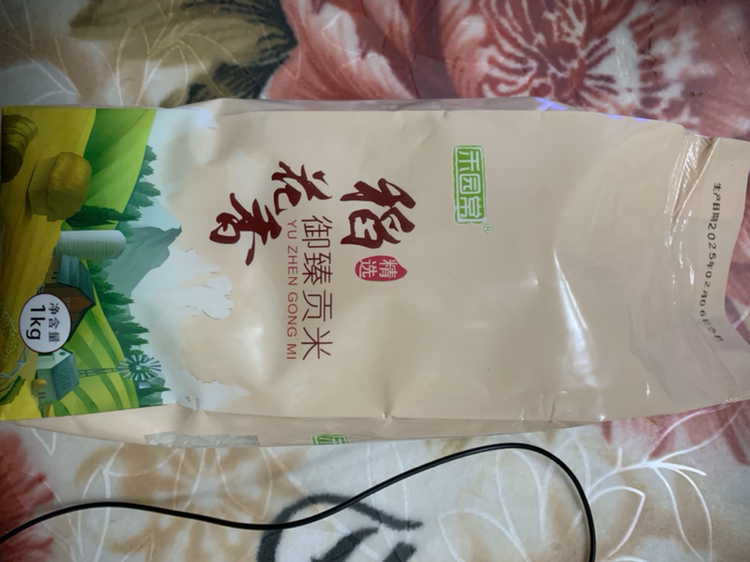 生产日期2025年02月06日
禾园常®
稻花香
精选
御臻贡米
YU ZHEN GONG MI
净含量
1kg